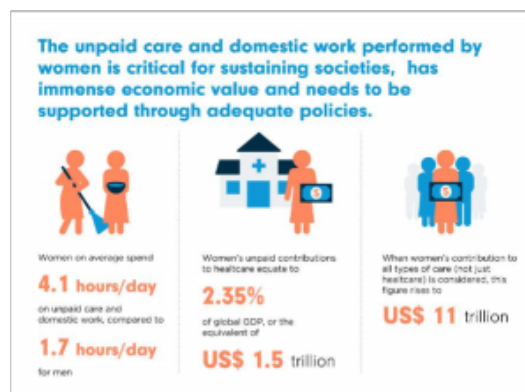 The unpaid care and domestic work performed by
women is critical for sustaining societies, has
immense economic value and needs to be
supported through adequate policies.
Women on average spend
4.1 hours/day
on unpaid care and
domestic work, compared to
1.7 hours/day
for men
Women's unpaid contributions
to healtcare equate to
2.35%
of global GDP, or the
equivalent of
US$ 1.5 trillion
When women's contribution to
all types of care (not just
healtcare) is considered, this
figure rises to
US$ 11 trillion